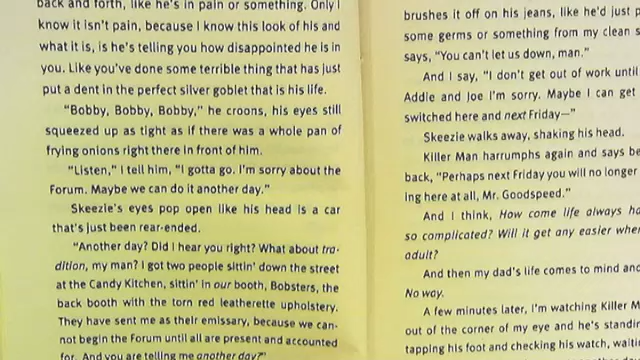 back and forth, like he's in pain or something. Only I
know it isn't pain, because I know this look of his and
what it is, is he's telling you how disappointed he is in
you. Like you've done some terrible thing that has just
put a dent in the perfect silver goblet that is his life.
"Bobby, Bobby, Bobby," he croons, his eyes still
squeezed up as tight as if there was a whole pan of
frying onions right there in front of him.
"Listen," I tell him, "I gotta go. I'm sorry about the
Forum. Maybe we can do it another day."
Skeezie's eyes pop open like his head is a car
that's just been rear-ended.
"Another day? Did I hear you right? What about tra-
dition, my man? I got two people sittin' down the street
at the Candy Kitchen, sittin' in our booth, Bobsters, the
back booth with the torn red leatherette upholstery.
They have sent me as their emissary, because we can-
not begin the Forum until all are present and accounted
for. And you are telling me another day?"
brushes it off on his jeans, like he'd just
some germs or something from my clean
says, "You can't let us down, man."
And I say, "I don't get out of work until
Addie and Joe I'm sorry. Maybe I can get
switched here and next Friday—"
Skeezie walks away, shaking his head.
Killer Man harrumphs again and says
back, "Perhaps next Friday you will no longer
ing here at all, Mr. Goodspeed."
And I think, How come life always
so complicated? Will it get any easier
adult?
And then my dad's life comes to mind
No way.
A few minutes later, I'm watching Killer
out of the corner of my eye and he's
tapping his foot and checking his watch,